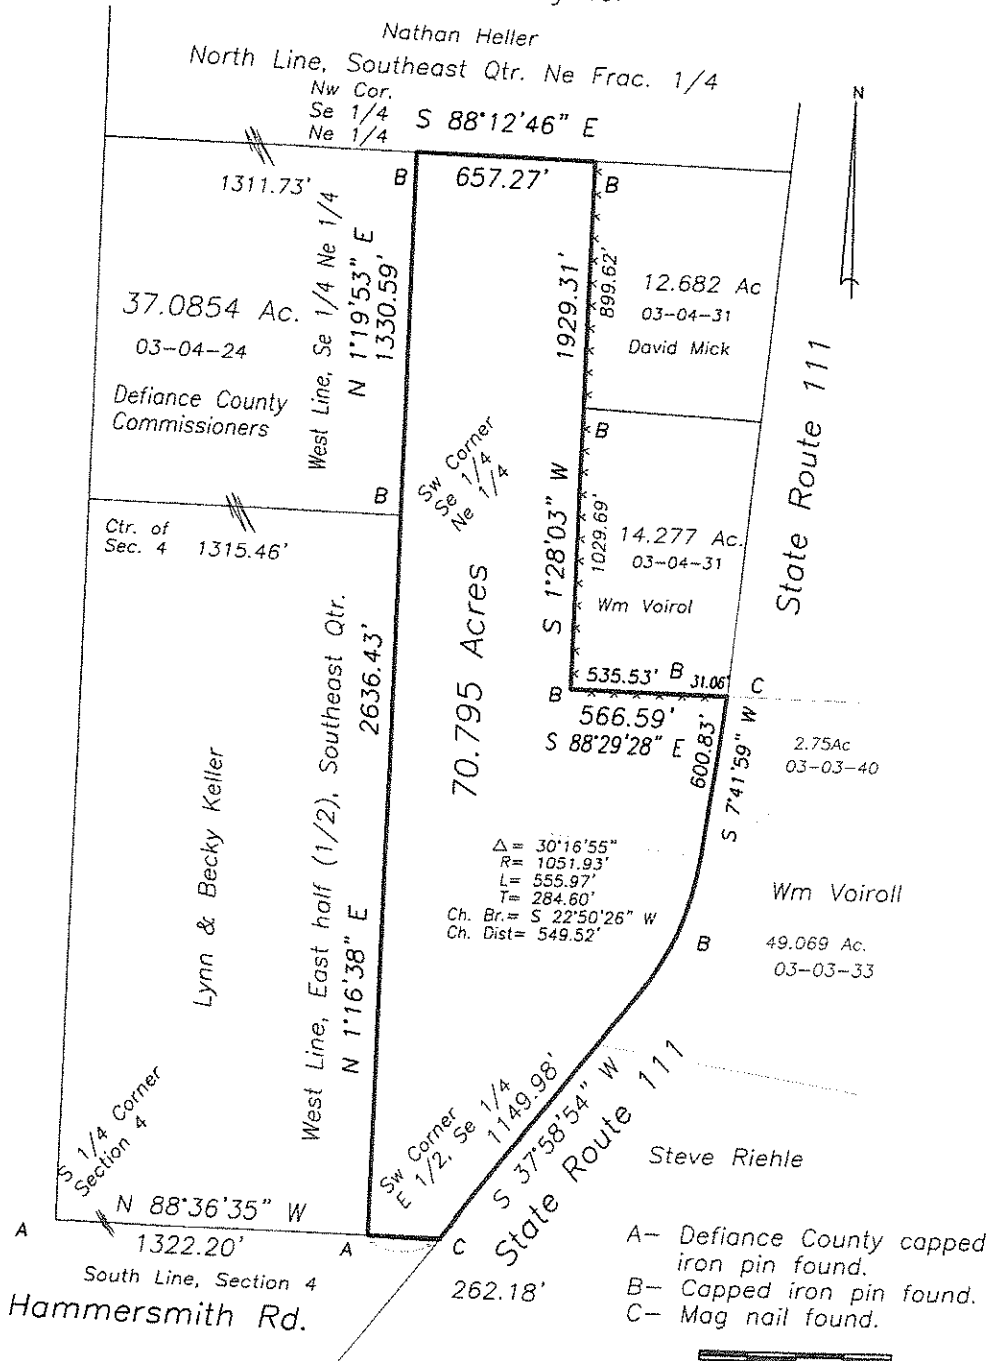 Nathan Heller
North Line, Southeast Qtr. Ne Frac. 1/4
Nw Cor.
Se 1/4
Ne 1/4
S 88°12'46" E
N
1311.73'
B
657.27'
B
West Line, Se 1/4 Ne 1/4
N 1°19'53" E
1330.59'
1929.31'
899.62'
37.0854 Ac.
03-04-24
Defiance County
Commissioners
12.682 Ac
03-04-31
David Mick
State Route 111
B
Sw Corner
Se 1/4
Ne 1/4
B
Ctr. of
Sec. 4
1315.46'
S 1°28'03" W
1029.69'
14.277 Ac.
03-04-31
Wm Voirol
70.795 Acres
535.53'
B
31.06'
C
B
566.59'
S 88°29'28" E
600.83'
S 7°41'59" W
2.75Ac
03-03-40
West Line, East half (1/2), Southeast Qtr.
2636.43'
N 1°16'38" E
Lynn & Becky Keller
Δ= 30°16'55"
R= 1051.93'
L= 555.97'
T= 284.60'
Ch. Br.= S 22°50'26" W
Ch. Dist= 549.52'
Wm Voiroll
B
49.069 Ac.
03-03-33
S 1/4 Corner
Section 4
Sw Corner
E 1/2, Se 1/4
1149.98'
S 37°58'54" W
State Route 111
Steve Riehle
A
N 88°36'35" W
1322.20'
A
C
South Line, Section 4
262.18'
Hammersmith Rd.
A- Defiance County capped
iron pin found.
B- Capped iron pin found.
C- Mag nail found.